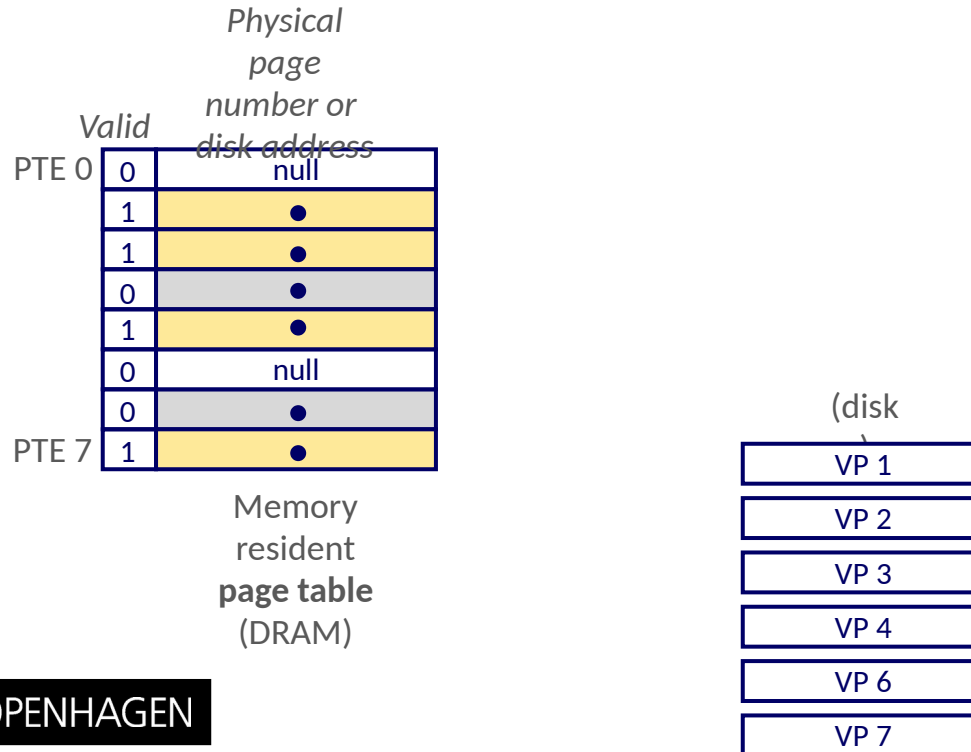 Physical
page
number or
disk address
Valid
PTE 0
0 null
1
1
0
1
0 null
0
PTE 7 1
Memory
resident
page table
(DRAM)
(disk
)
VP 1
VP 2
VP 3
VP 4
VP 6
VP 7
OPENHAGEN